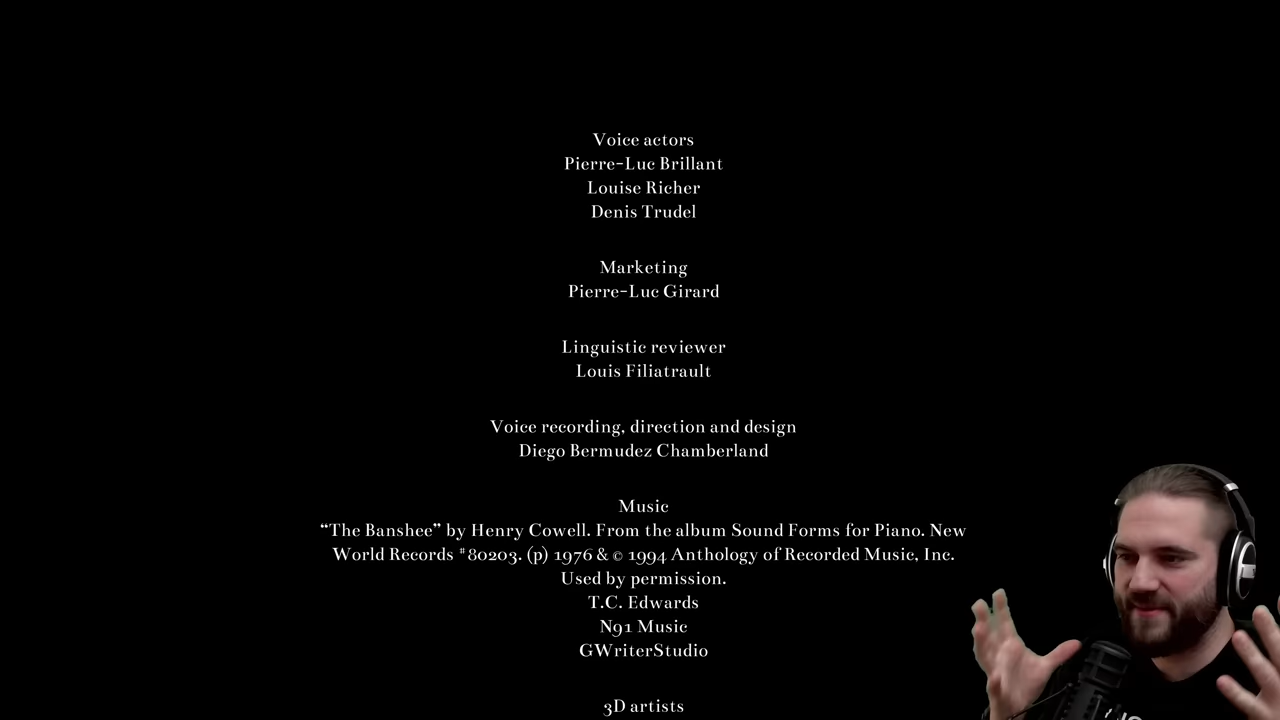 Voice actors
Pierre-Luc Brillant
Louise Richer
Denis Trudel
Marketing
Pierre-Luc Girard
Linguistic reviewer
Louis Filiatrault
Voice recording, direction and design
Diego Bermudez Chamberland
Music
“The Banshee” by Henry Cowell. From the album Sound Forms for Piano. New
World Records #80203. (p) 1976 & © 1994 Anthology of Recorded Music, Inc.
Used by permission.
T.C. Edwards
N91 Music
GWriterStudio
3D artists